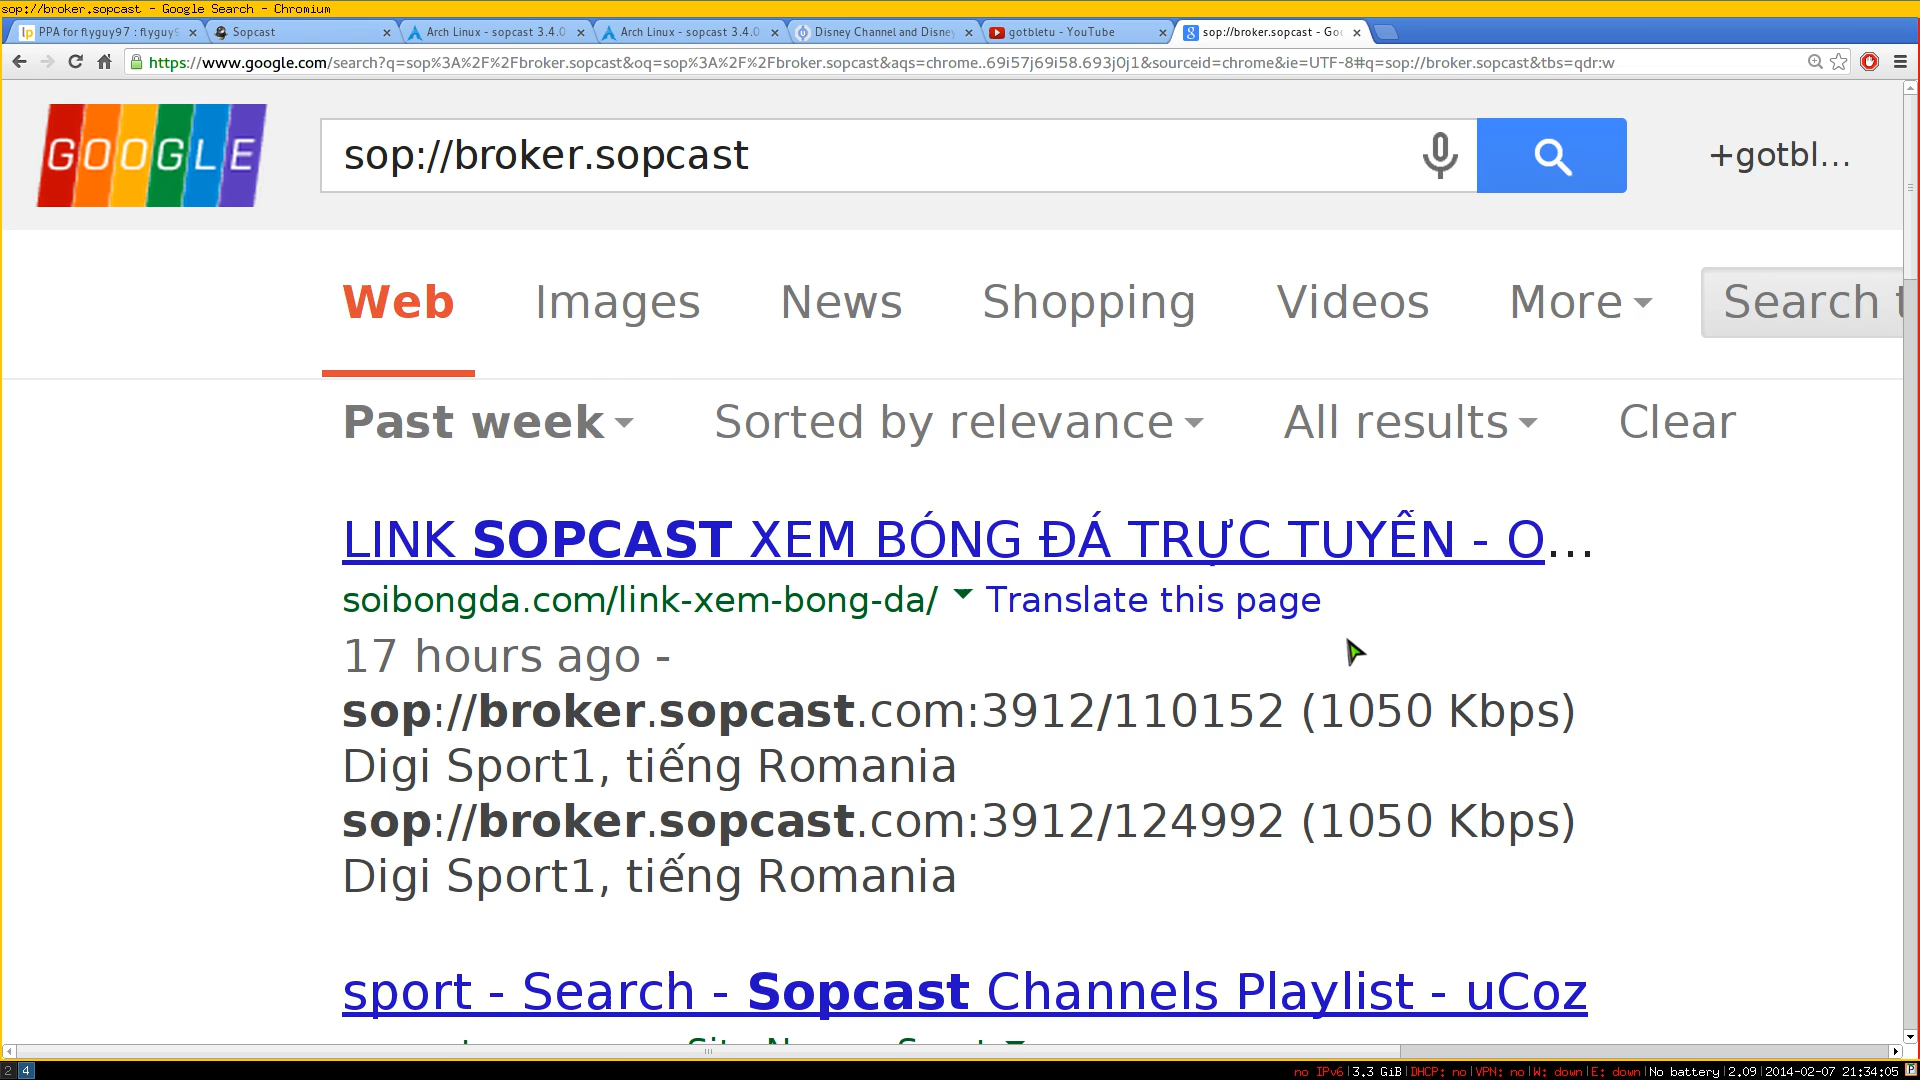 sop://broker.sopcast - Google Search - Chromium
PPA for flyguy97 : flyguy9
Sopcast
Arch Linux - sopcast 3.4.0
Arch Linux - sopcast 3.4.0
Disney Channel and Disney
gotbletu - YouTube
sop://broker.sopcast - Goo
https://www.google.com/search?q=sop%3A%2F%2Fbroker.sopcast&oq=sop%3A%2F%2Fbroker.sopcast&aqs=chrome..69i57j69i58.693j0j1&sourceid=chrome&ie=UTF-8#q=sop://broker.sopcast&tbs=qdr:w
GOOGLE
sop://broker.sopcast
+gotbl...
Web Images News Shopping Videos More Search t
Past week Sorted by relevance All results Clear
LINK SOPCAST XEM BÓNG ĐÁ TRỰC TUYẾN - O...
soibongda.com/link-xem-bong-da/ Translate this page
17 hours ago -
sop://broker.sopcast.com:3912/110152 (1050 Kbps)
Digi Sport1, tiếng Romania
sop://broker.sopcast.com:3912/124992 (1050 Kbps)
Digi Sport1, tiếng Romania
sport - Search - Sopcast Channels Playlist - uCoz
2 4
no IPv6|3.3 GiB|DHCP: no|VPN: no|W: down|E: down|No battery|2.09|2014-02-07 21:34:05